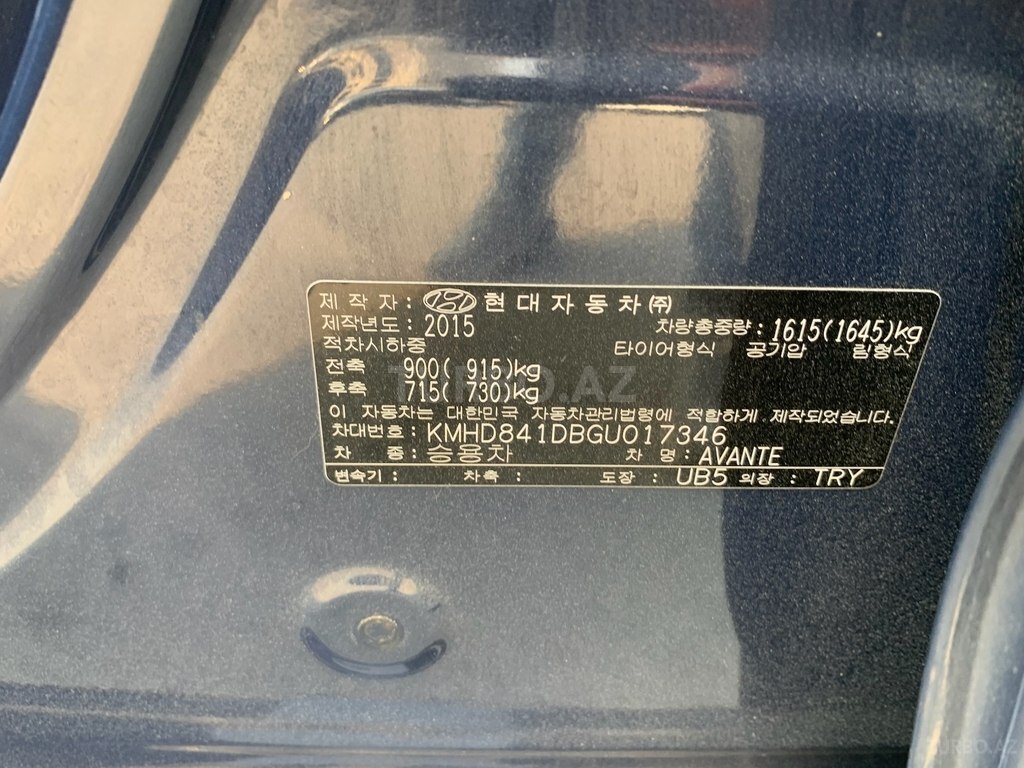 제 작 자 : 현 대 자 동 차 ㈜
제작년도 : 2015 차량총중량 : 1615(1645)kg
적차시하중 타이어형식 공기압 림형식
전축 900( 915)kg
후축 715( 730)kg
TURBO.AZ
이 자동차는 대한민국 자동차관리법령에 적합하게 제작되었습니다.
차대번호 : KMHD841DBGU017346
차 종 : 승용차 차 명 : AVANTE
변속기 : 차축 : 도장 : UB5 의장 : TRY
TURBO.AZ